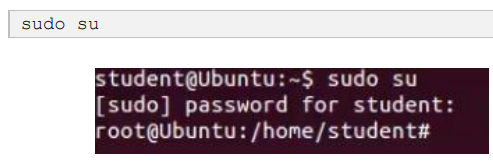 sudo su
student@Ubuntu:~$ sudo su
[sudo] password for student:
root@Ubuntu:/home/student#